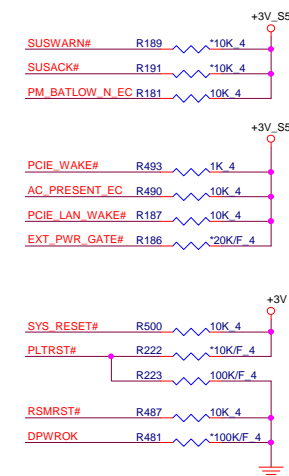 +3V_S5
SUSWARN# R189 *10K_4
SUSACK# R191 *10K_4
PM_BATLOW_N_EC R181 10K_4
+3V_S5
PCIE_WAKE# R493 1K_4
AC_PRESENT_EC R490 10K_4
PCIE_LAN_WAKE# R187 10K_4
EXT_PWR_GATE# R186 *20K/F_4
+3V
SYS_RESET# R500 10K_4
PLTRST# R222 *10K/F_4
R223 100K/F_4
RSMRST# R487 10K_4
DPWROK R481 *100K/F_4